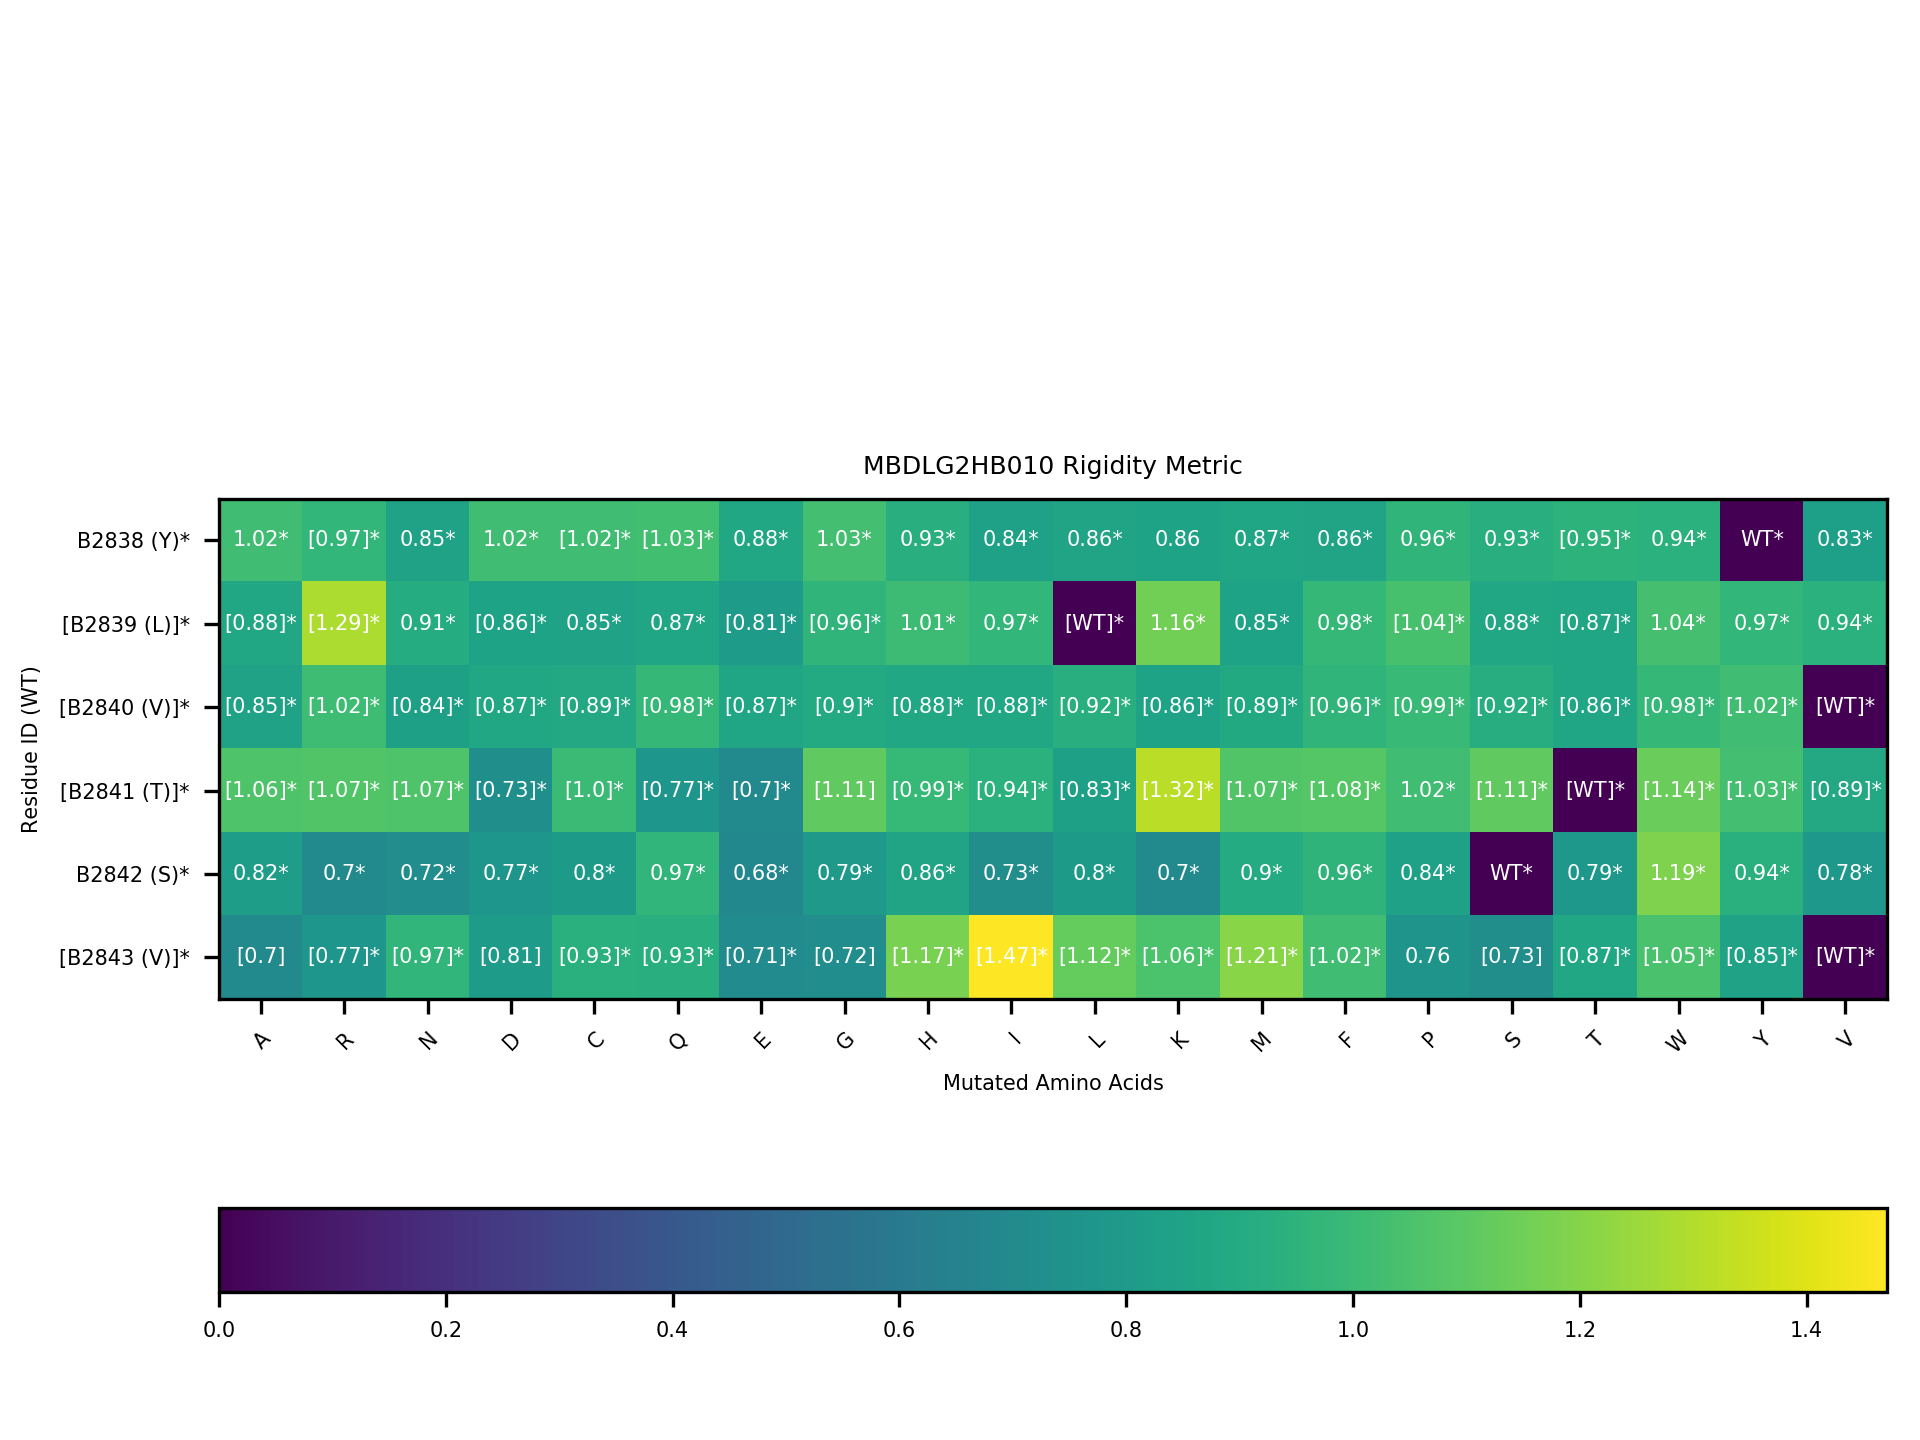 MBDLG2HB010 Rigidity Metric
Residue ID (WT)
B2838 (Y)* 1.02* [0.97]* 0.85* 1.02* [1.02]* [1.03]* 0.88* 1.03* 0.93* 0.84* 0.86* 0.86 0.87* 0.86* 0.96* 0.93* [0.95]* 0.94* WT* 0.83*
[B2839 (L)]* [0.88]* [1.29]* 0.91* [0.86]* 0.85* 0.87* [0.81]* [0.96]* 1.01* 0.97* [WT]* 1.16* 0.85* 0.98* [1.04]* 0.88* [0.87]* 1.04* 0.97* 0.94*
[B2840 (V)]* [0.85]* [1.02]* [0.84]* [0.87]* [0.89]* [0.98]* [0.87]* [0.9]* [0.88]* [0.88]* [0.92]* [0.86]* [0.89]* [0.96]* [0.99]* [0.92]* [0.86]* [0.98]* [1.02]* [WT]*
[B2841 (T)]* [1.06]* [1.07]* [1.07]* [0.73]* [1.0]* [0.77]* [0.7]* [1.11] [0.99]* [0.94]* [0.83]* [1.32]* [1.07]* [1.08]* 1.02* [1.11]* [WT]* [1.14]* [1.03]* [0.89]*
B2842 (S)* 0.82* 0.7* 0.72* 0.77* 0.8* 0.97* 0.68* 0.79* 0.86* 0.73* 0.8* 0.7* 0.9* 0.96* 0.84* WT* 0.79* 1.19* 0.94* 0.78*
[B2843 (V)]* [0.7] [0.77]* [0.97]* [0.81] [0.93]* [0.93]* [0.71]* [0.72] [1.17]* [1.47]* [1.12]* [1.06]* [1.21]* [1.02]* 0.76 [0.73] [0.87]* [1.05]* [0.85]* [WT]*
A R N D C Q E G H I L K M F P S T W Y V
Mutated Amino Acids
0.0 0.2 0.4 0.6 0.8 1.0 1.2 1.4